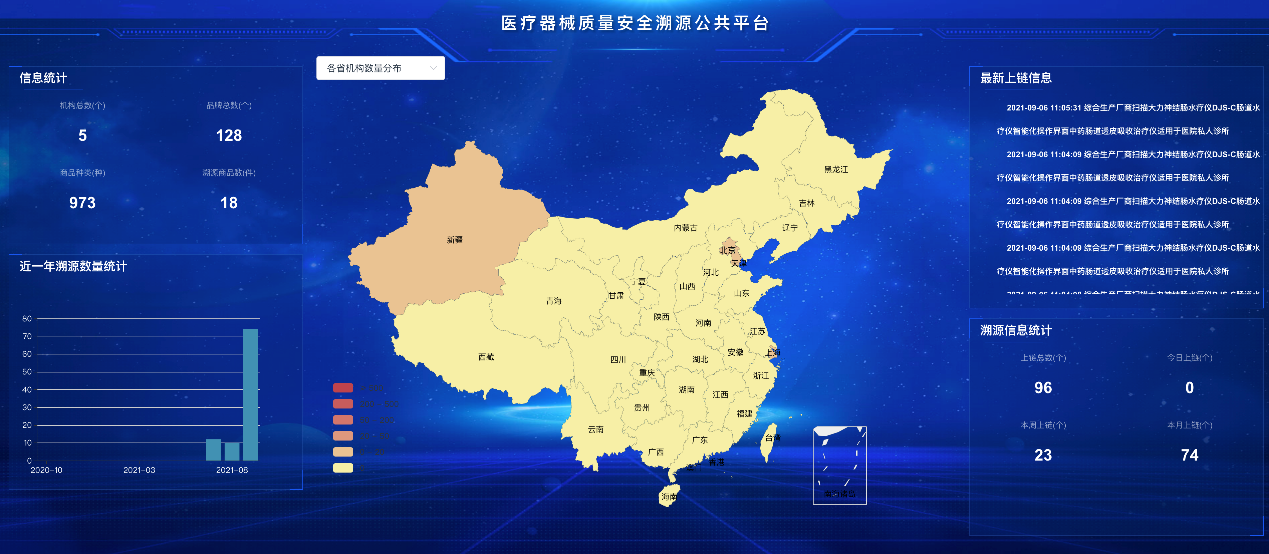 医疗器械质量安全溯源公共平台
各省机构数量分布
信息统计
机构总数(个)
品牌总数(个)
5
128
商品种类(种)
溯源商品数(件)
973
18
近一年溯源数量统计
80
70
60
50
40
30
20
10
0
2020-10
2021-03
2021-08
黑龙江
吉林
辽宁
内蒙古
新疆
北京
天津
河北
山西
山东
宁夏
甘肃
青海
陕西
河南
江苏
安徽
上海
西藏
四川
湖北
重庆
浙江
湖南
江西
贵州
福建
云南
台湾
广东
广西
香港
海南
南海诸岛
最新上链信息
2021-09-06 11:05:31 综合生产厂商扫描大力神结肠水疗仪DJS-C肠道水
疗仪智能化操作界面中药肠道透皮吸收治疗仪适用于医院私人诊所
2021-09-06 11:04:09 综合生产厂商扫描大力神结肠水疗仪DJS-C肠道水
疗仪智能化操作界面中药肠道透皮吸收治疗仪适用于医院私人诊所
2021-09-06 11:04:09 综合生产厂商扫描大力神结肠水疗仪DJS-C肠道水
疗仪智能化操作界面中药肠道透皮吸收治疗仪适用于医院私人诊所
2021-09-06 11:04:09 综合生产厂商扫描大力神结肠水疗仪DJS-C肠道水
疗仪智能化操作界面中药肠道透皮吸收治疗仪适用于医院私人诊所
溯源信息统计
上链总数(个)
今日上链(个)
96
0
本周上链(个)
本月上链(个)
23
74